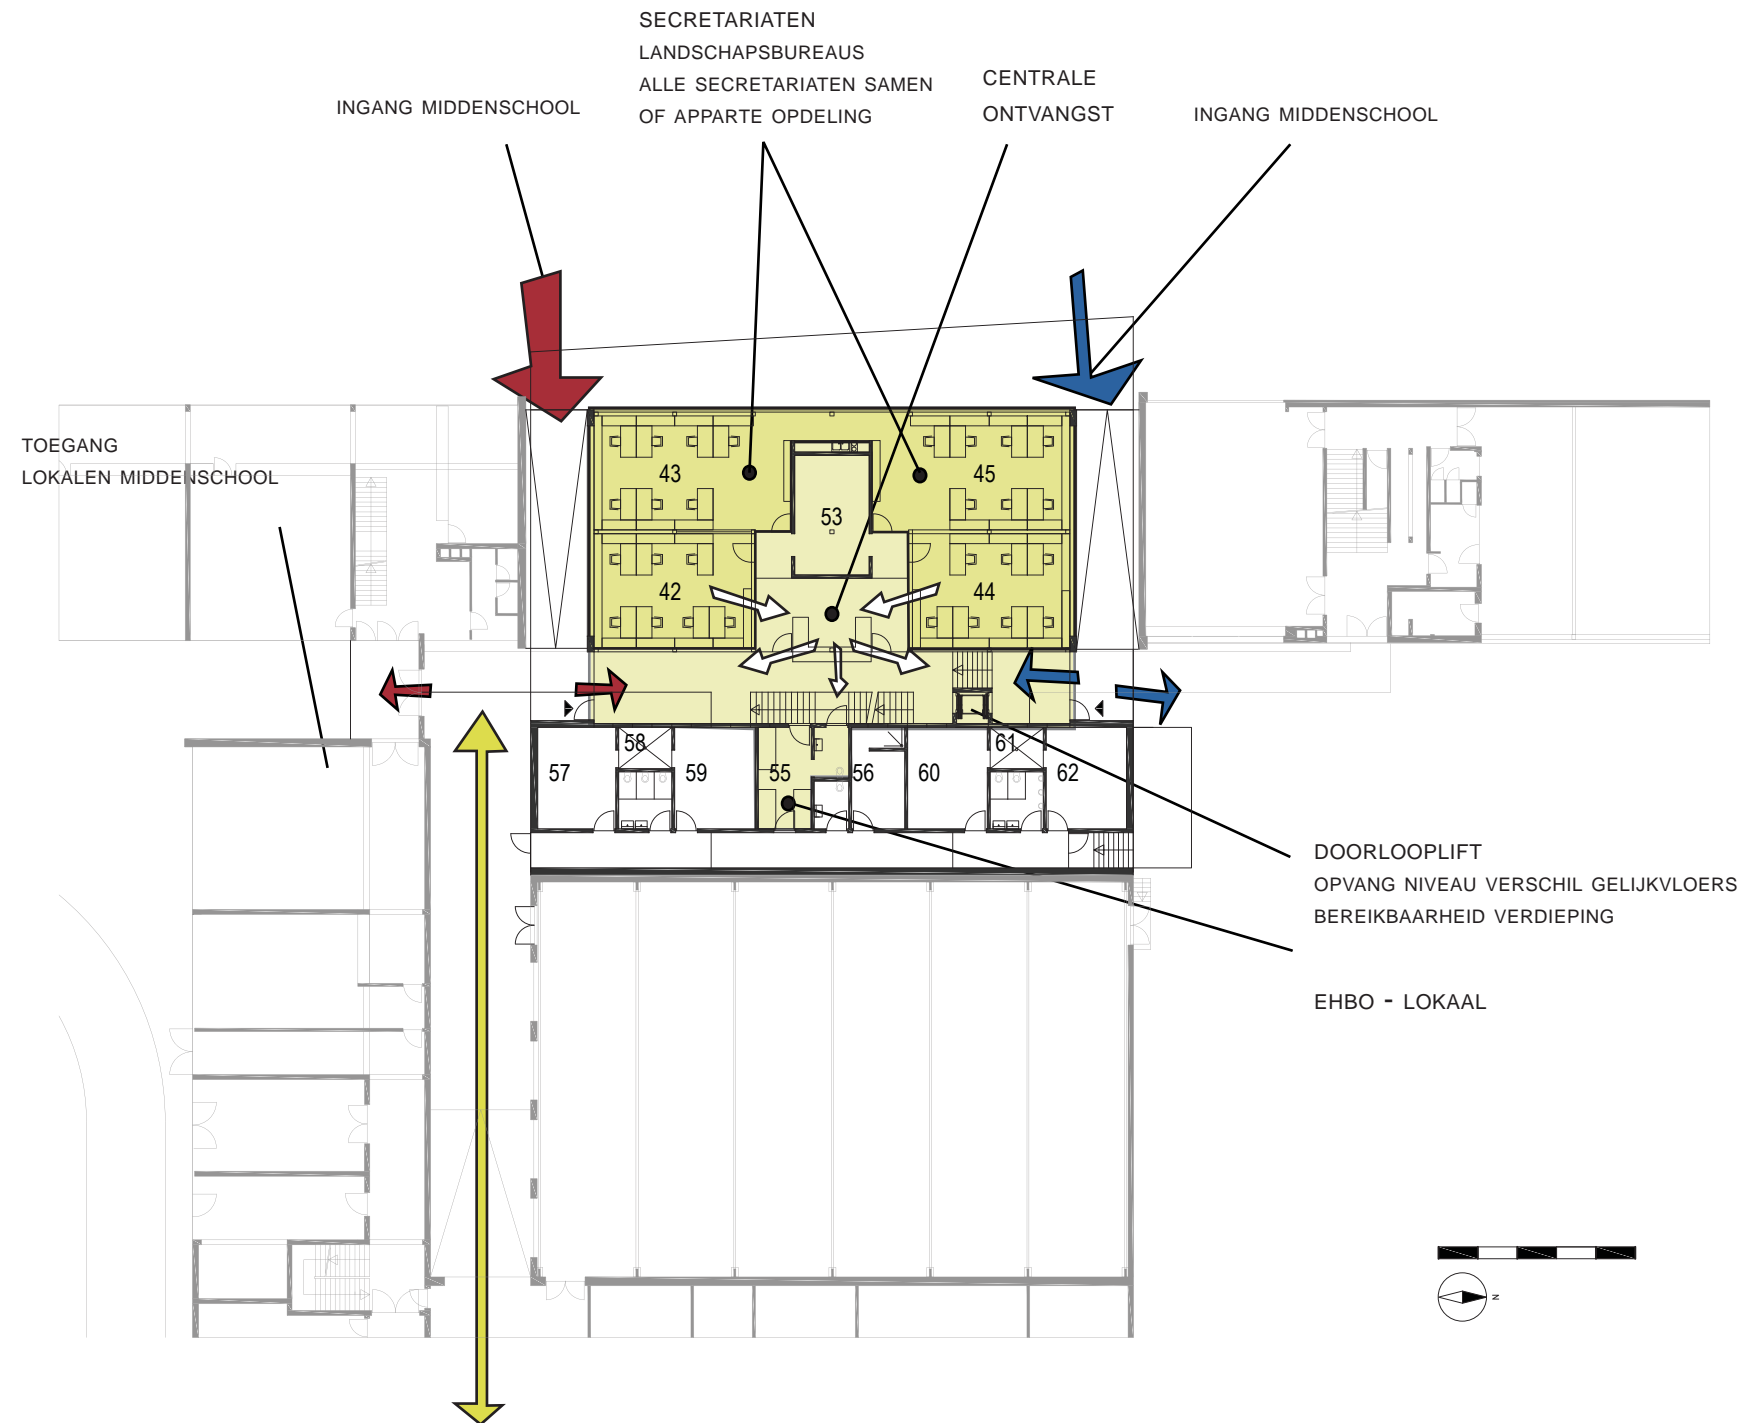 SECRETARIATEN
LANDSCHAPSBUREAUS
ALLE SECRETARIATEN SAMEN
OF APPARTE OPDELING
CENTRALE
ONTVANGST
INGANG MIDDENSCHOOL
INGANG MIDDENSCHOOL
TOEGANG
LOKALEN MIDDENSCHOOL
43
45
53
42
44
58
61
57
59
55
56
60
62
DOORLOOPLIFT
OPVANG NIVEAU VERSCHIL GELIJKVLOERS
BEREIKBAARHEID VERDIEPING
EHBO - LOKAAL
N